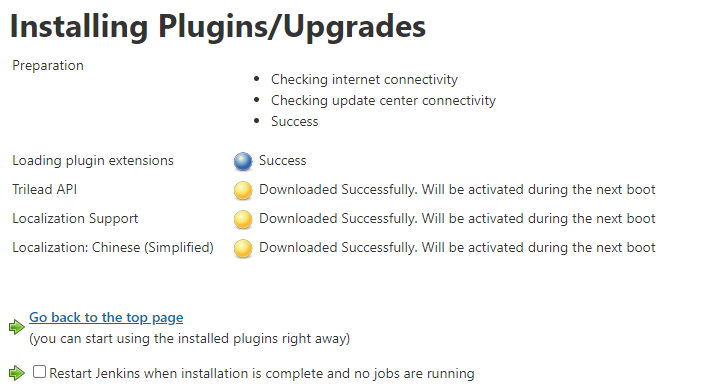 Installing Plugins/Upgrades
Preparation
Checking internet connectivity
Checking update center connectivity
Success
Loading plugin extensions Success
Trilead API Downloaded Successfully. Will be activated during the next boot
Localization Support Downloaded Successfully. Will be activated during the next boot
Localization: Chinese (Simplified) Downloaded Successfully. Will be activated during the next boot
Go back to the top page
(you can start using the installed plugins right away)
Restart Jenkins when installation is complete and no jobs are running